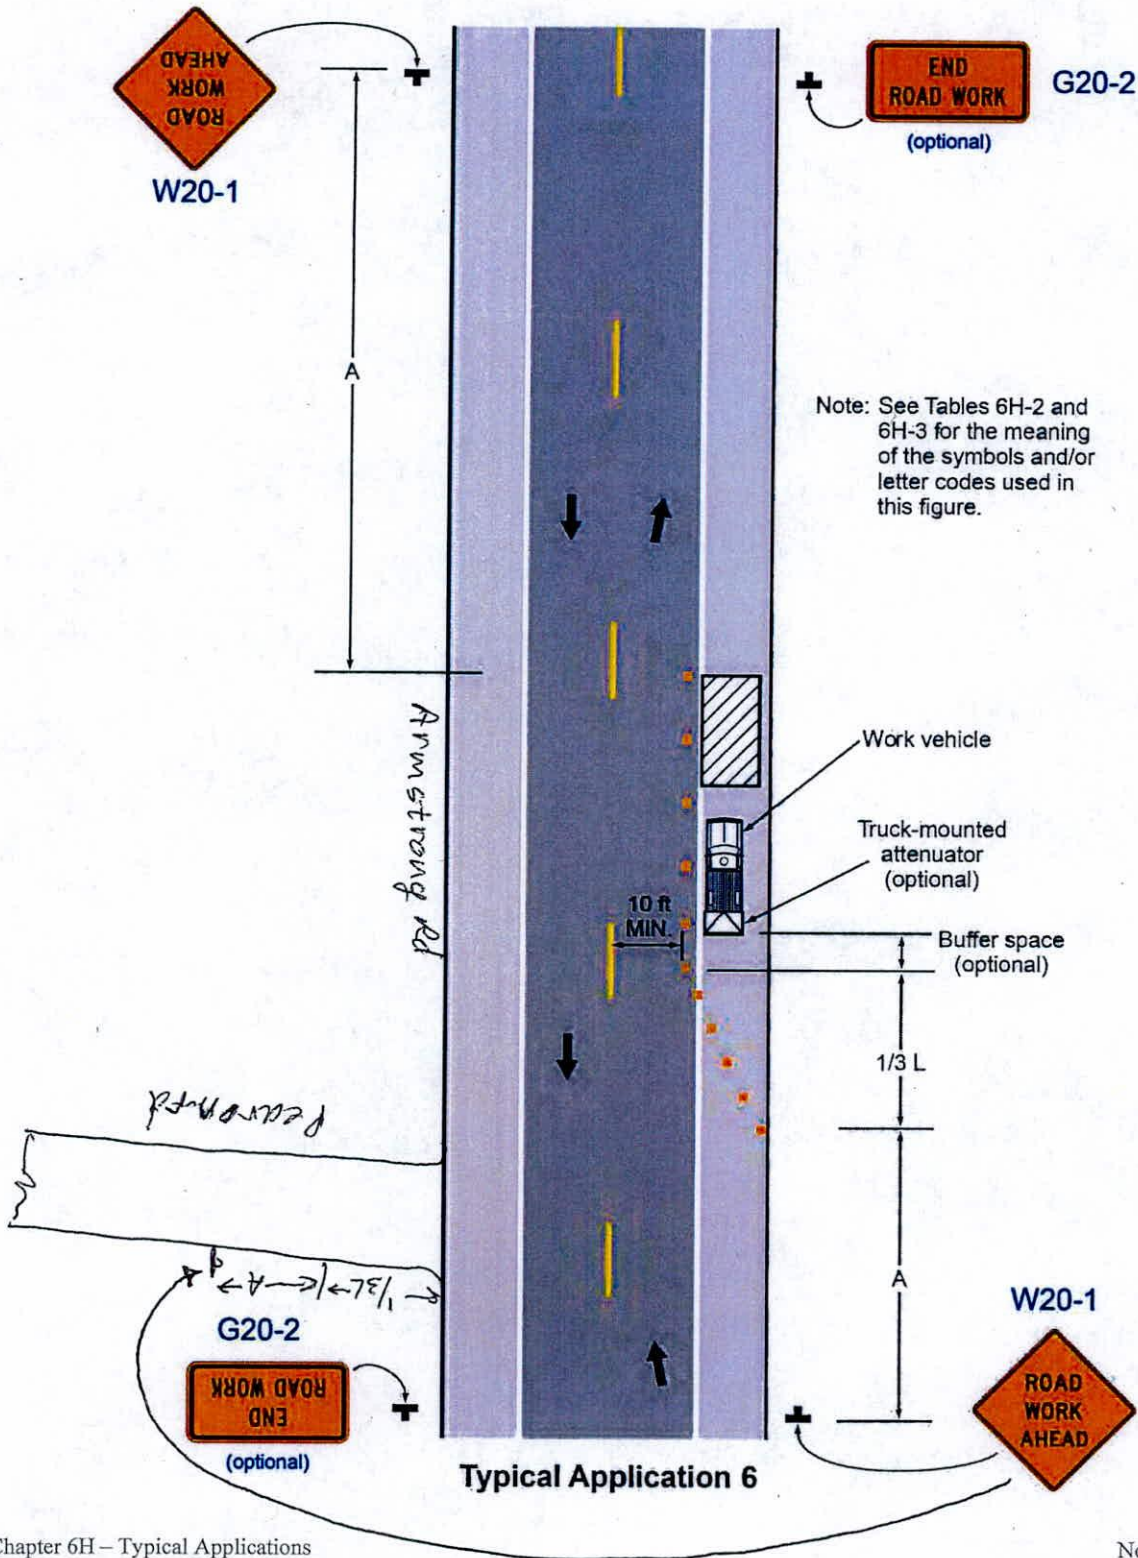 ROAD
WORK
AHEAD
W20-1
END
ROAD WORK
(optional)
G20-2
A
Note: See Tables 6H-2 and
6H-3 for the meaning
of the symbols and/or
letter codes used in
this figure.
Armstrong Rd
Work vehicle
Truck-mounted
attenuator
(optional)
10 ft
MIN.
Buffer space
(optional)
1/3 L
A
Rd
1/3L
A
G20-2
END
ROAD WORK
(optional)
W20-1
ROAD
WORK
AHEAD
Typical Application 6
Chapter 6H – Typical Applications